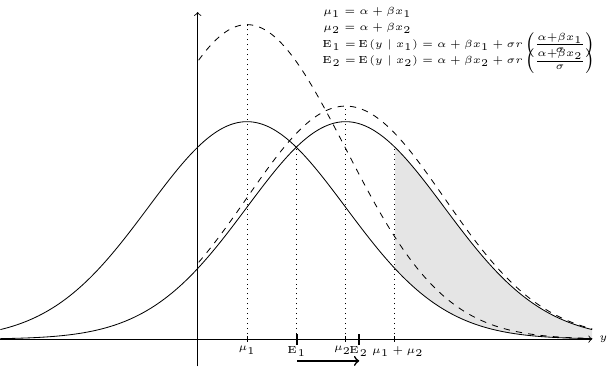 μ₁ = α + βx₁
μ₂ = α + βx₂
E₁ = E(y | x₁) = α + βx₁ + σr((α+βx₁)/σ)
E₂ = E(y | x₂) = α + βx₂ + σr((α+βx₂)/σ)
y
μ₁ E₁ μ₂ E₂ μ₁ + μ₂